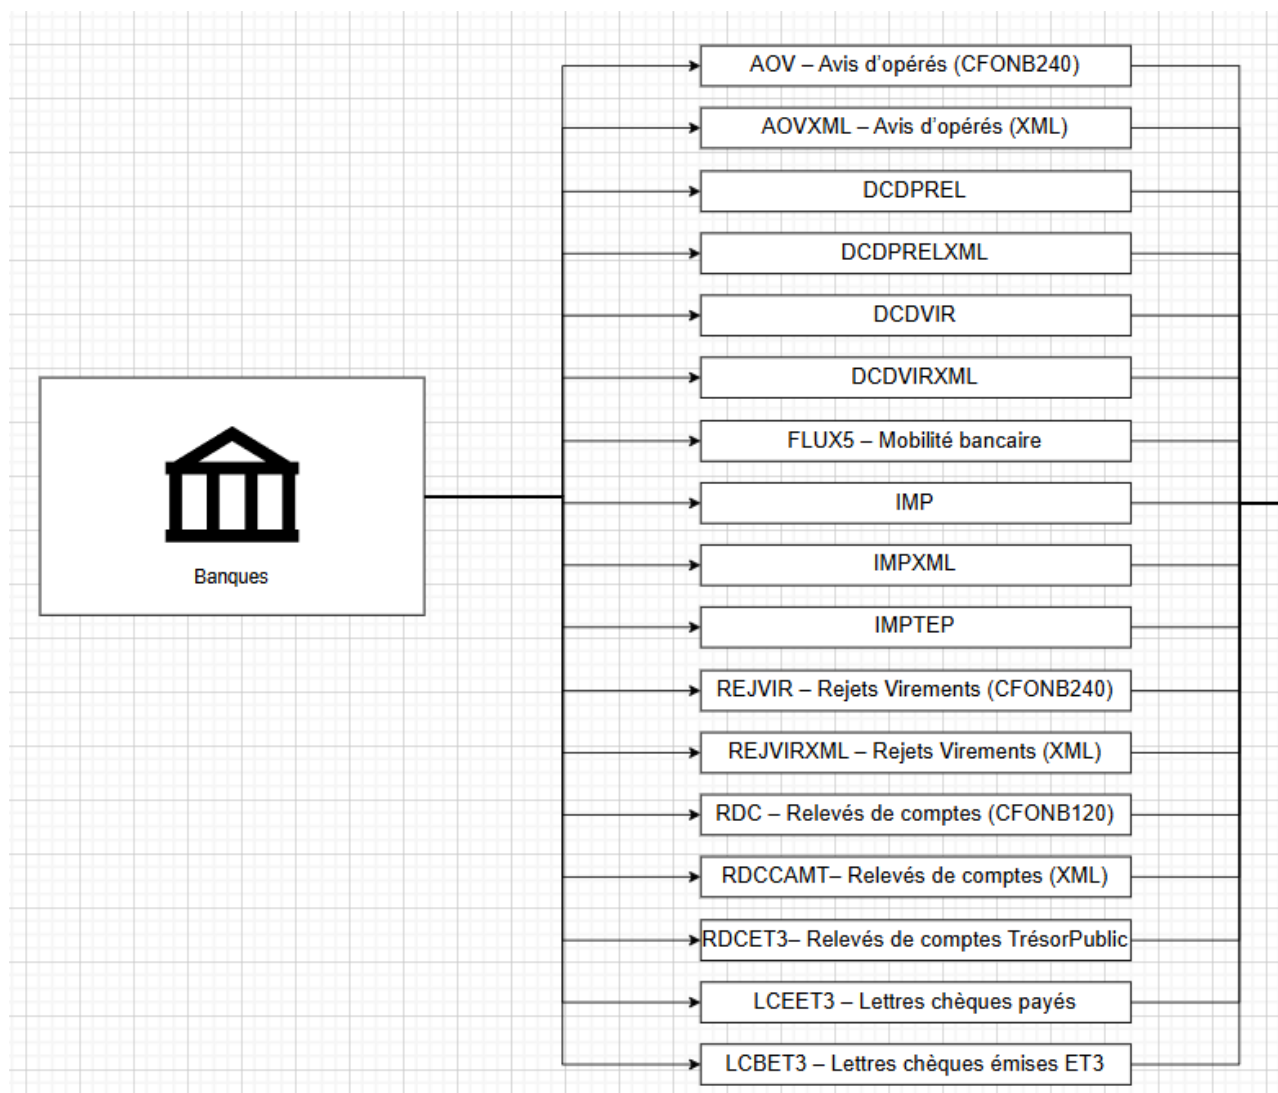 AOV – Avis d'opérés (CFONB240)
AOVXML – Avis d'opérés (XML)
DCDPREL
DCDPRELXML
DCDVIR
DCDVIRXML
FLUX5 – Mobilité bancaire
IMP
IMPXML
Banques
IMPTEP
REJVIR – Rejets Virements (CFONB240)
REJVIRXML – Rejets Virements (XML)
RDC – Relevés de comptes (CFONB120)
RDCCAMT– Relevés de comptes (XML)
RDCET3– Relevés de comptes TrésorPublic
LCEET3 – Lettres chèques payés
LCBET3 – Lettres chèques émises ET3